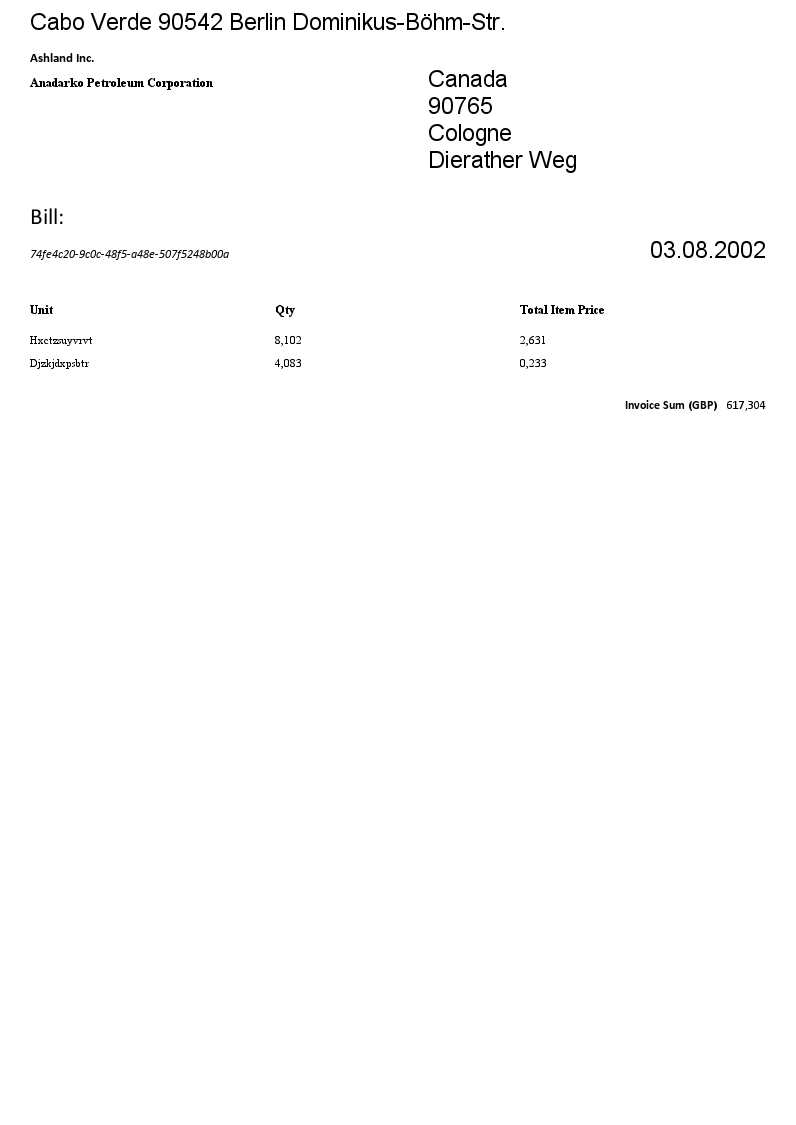 Cabo Verde 90542 Berlin Dominikus-Böhm-Str.
Ashland Inc.
Anadarko Petroleum Corporation
Canada
90765
Cologne
Dierather Weg
Bill:
74fe4c20-9c0c-48f5-a48e-507f5248b00a
03.08.2002
Unit Qty Total Item Price
Hxctzsuyvrvt 8,102 2,631
Djzkjdxpsbtr 4,083 0,233
Invoice Sum (GBP) 617,304